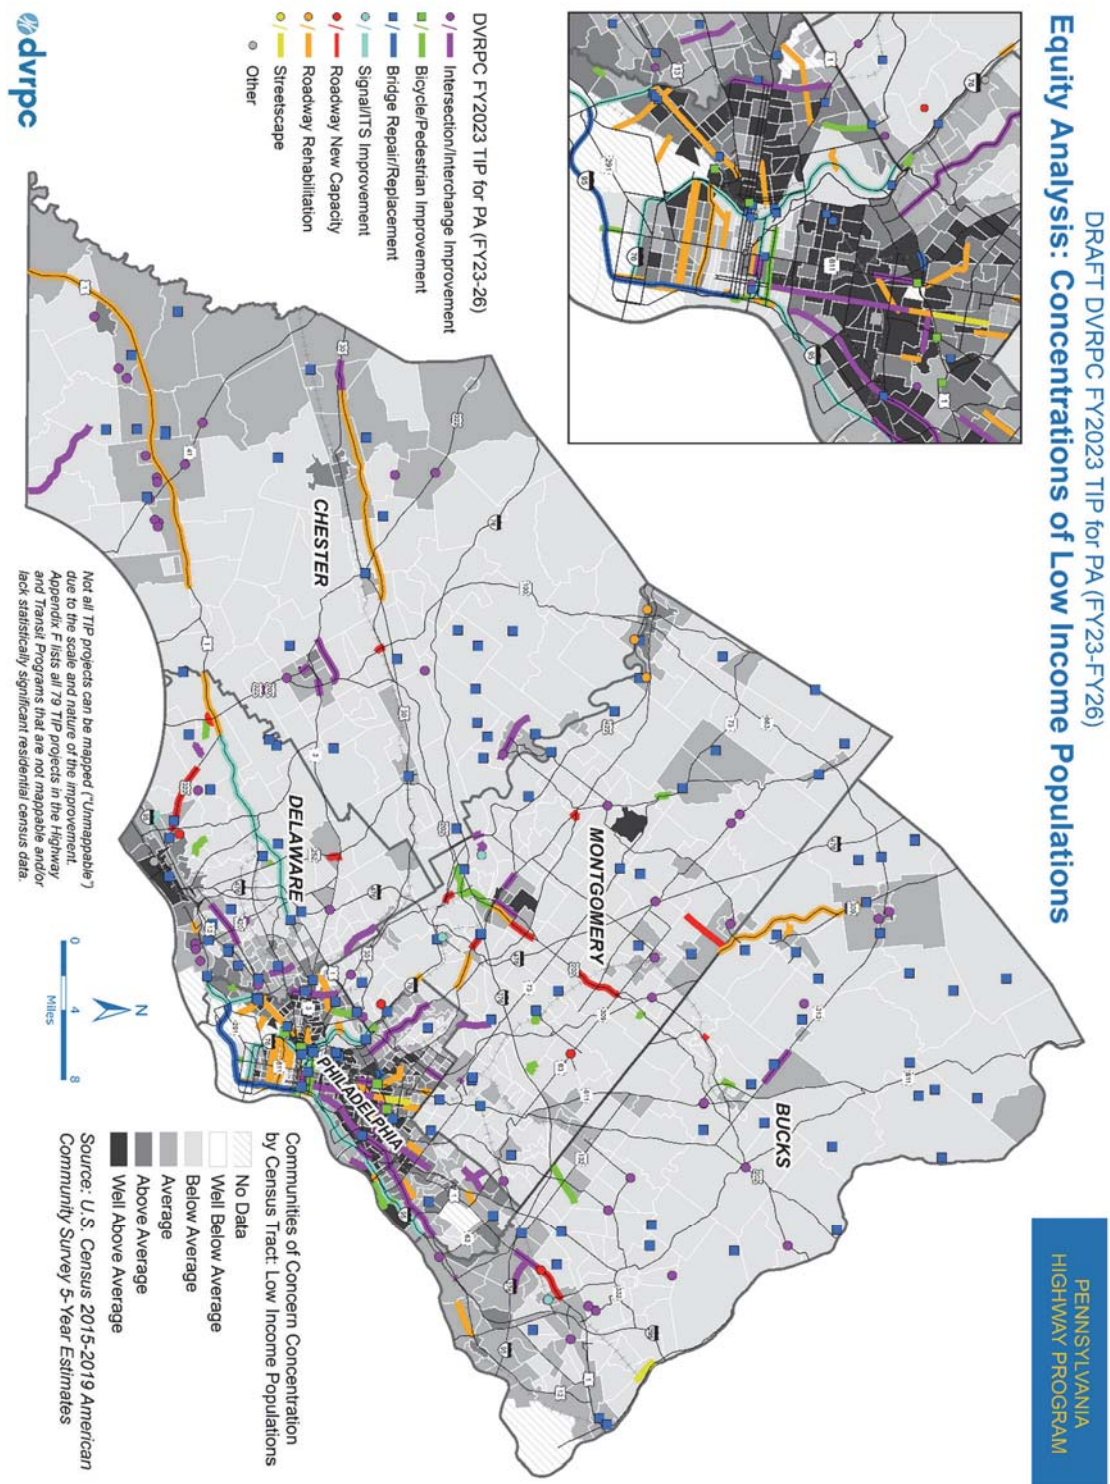 DRAFT DVRPC FY2023 TIP for PA (FY23-FY26)
Equity Analysis: Concentrations of Low Income Populations
PENNSYLVANIA
HIGHWAY PROGRAM
DVRPC FY2023 TIP for PA (FY23-26)
Intersection/Interchange Improvement
Bicycle/Pedestrian Improvement
Bridge Repair/Replacement
Signal/ITS Improvement
Roadway New Capacity
Roadway Rehabilitation
Streetscape
Other
CHESTER
DELAWARE
MONTGOMERY
PHILADELPHIA
BUCKS
Communities of Concern Concentration
by Census Tract: Low Income Populations
No Data
Well Below Average
Below Average
Average
Above Average
Well Above Average
Source: U.S. Census 2015-2019 American
Community Survey 5-Year Estimates
Not all TIP projects can be mapped ("Unmappable")
due to the scale and nature of the improvement.
Appendix F lists all 79 TIP projects in the Highway
and Transit Programs that are not mappable and/or
lack statistically significant residential census data.
N
0 4 8
Miles
dvrpc